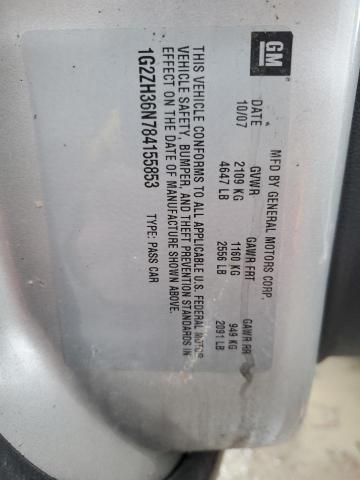 GM
MFD BY GENERAL MOTORS CORP.
DATE GVWR GAWR FRT GAWR RR
10/07 2109 KG 1160 KG 949 KG
4647 LB 2556 LB 2091 LB
THIS VEHICLE CONFORMS TO ALL APPLICABLE U.S. FEDERAL MOTOR
VEHICLE SAFETY, BUMPER, AND THEFT PREVENTION STANDARDS IN
EFFECT ON THE DATE OF MANUFACTURE SHOWN ABOVE.
1G2ZH36N784155853 TYPE: PASS CAR